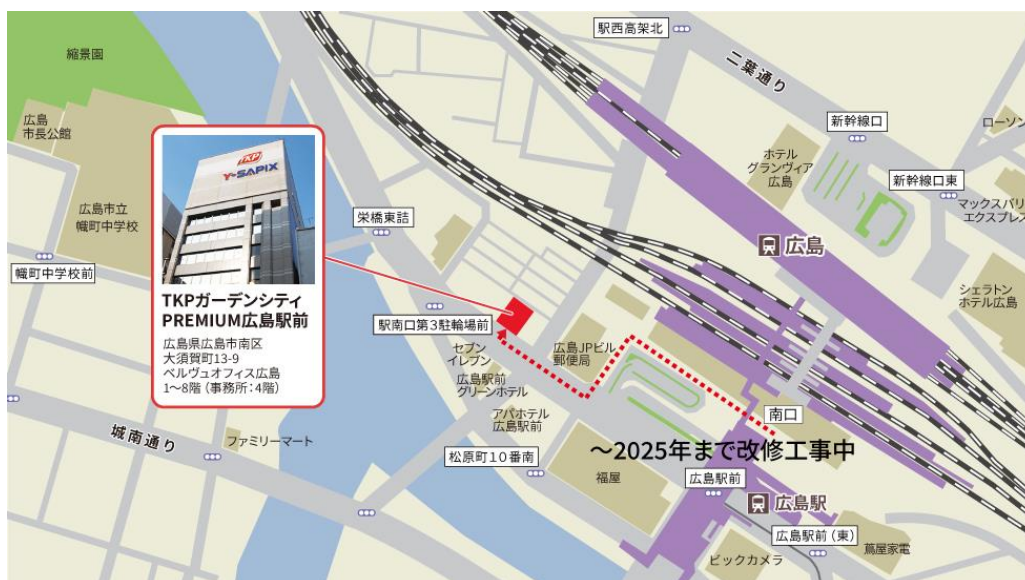 縮景園
広島
市長公館
広島市立
幟町中学校
幟町中学校前
TKP
Y-SAPIX
TKPガーデンシティ
PREMIUM広島駅前
広島県広島市南区
大須賀町13-9
ベルヴュオフィス広島
1〜8階（事務所：4階）
栄橋東詰
駅西高架北
二葉通り
新幹線口
ローソン
ホテル
グランヴィア
広島
新幹線口東
マックスバリ
エクスプレス
広島
シェラトン
ホテル広島
駅南口第3駐輪場前
セブン
イレブン
広島JPビル
郵便局
広島駅前
グリーンホテル
アパホテル
広島駅前
南口
〜2025年まで改修工事中
城南通り
ファミリーマート
松原町10番南
福屋
広島駅前
広島駅
広島駅前（東）
ビックカメラ
蔦屋家電